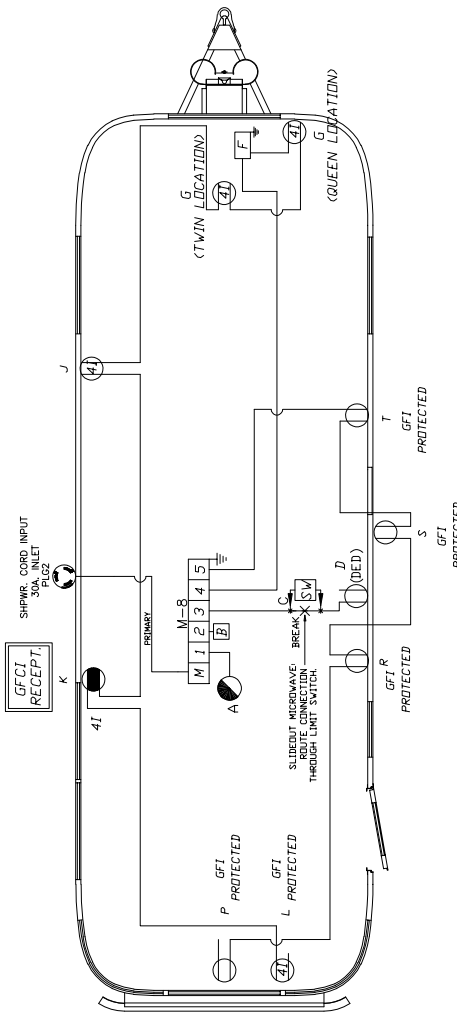 GFCI
RECEPT.
SHPWR. CORD INPUT
30A. INLET
PLG2
K
4I
J
4I
G
(TWIN LOCATION)
4I
F
4I
G
(QUEEN LOCATION)
PRIMARY
M-8
M 1 2 3 4 5
B
A
C
BREAK
SW
SLIDEOUT MICROWAVE:
ROUTE CONNECTION
THROUGH LIMIT SWITCH.
D
(DED)
P
GFI
PROTECTED
L
4I
GFI
PROTECTED
R
GFI
PROTECTED
S
GFI
PROTECTED
T
GFI
PROTECTED